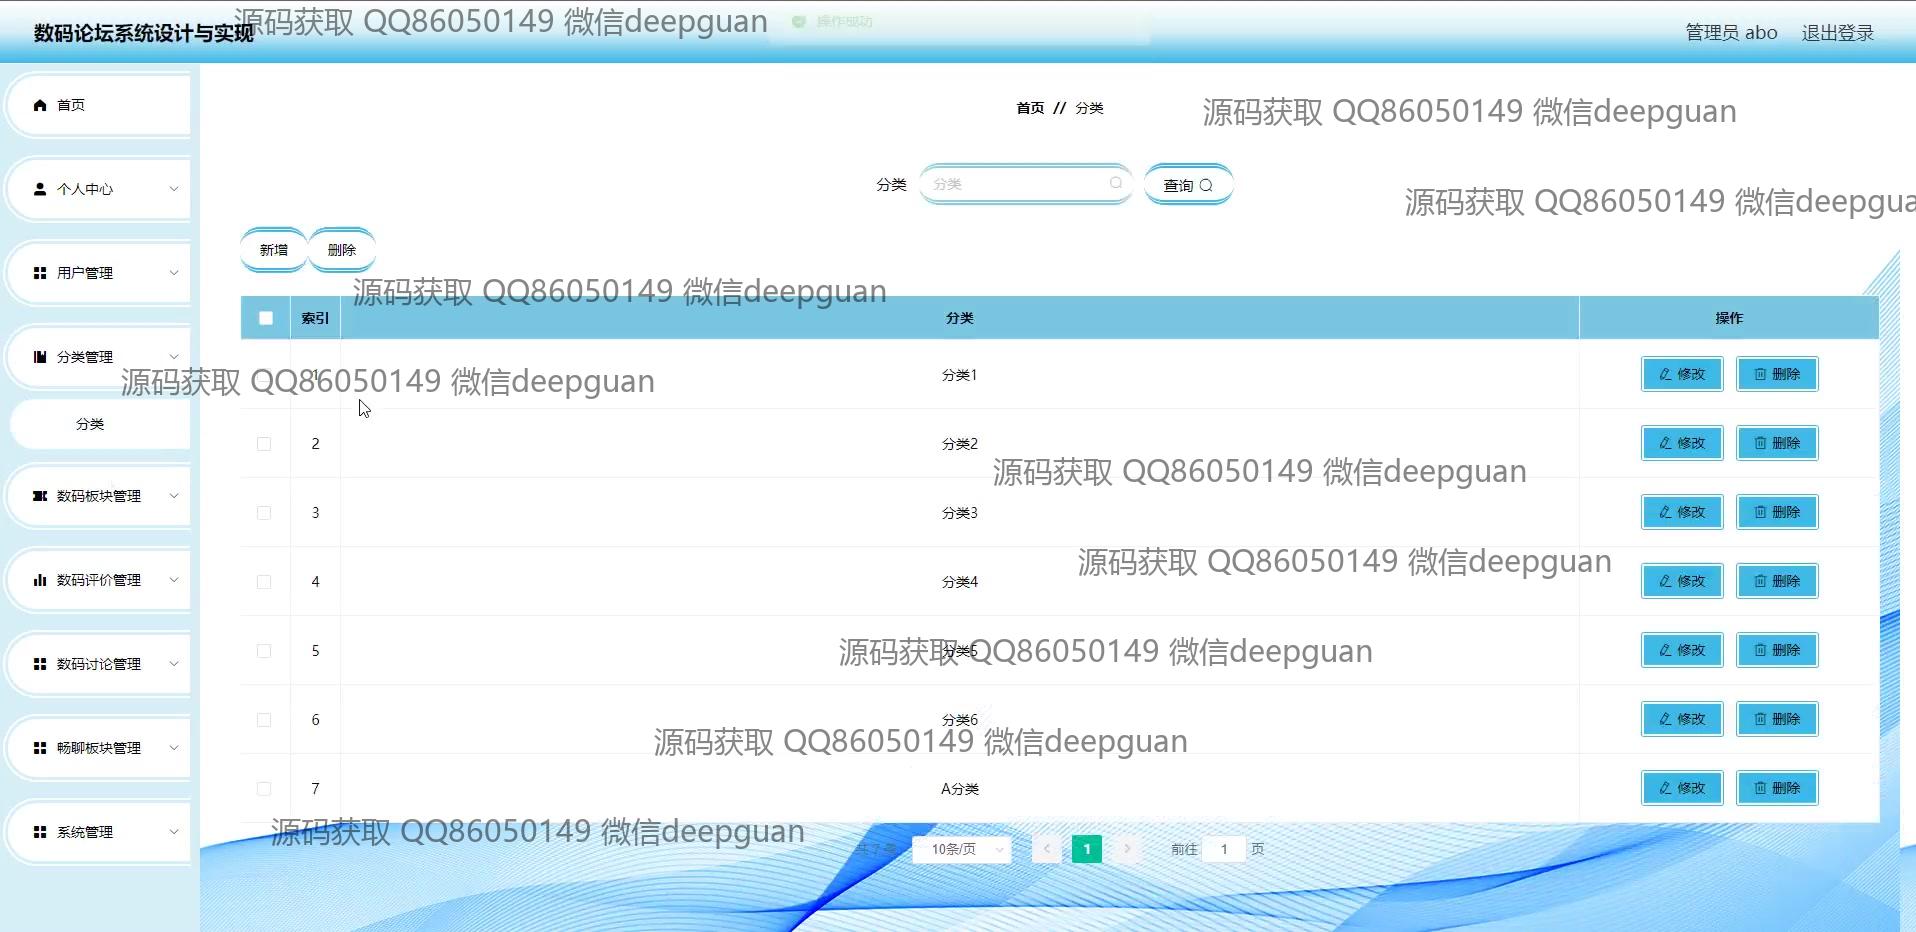 数码论坛系统设计与实现
源码获取 QQ86050149 微信deepguan
操作成功
管理员 abo 退出登录
首页
首页 // 分类
源码获取 QQ86050149 微信deepguan
个人中心
分类 分类 查询
源码获取 QQ86050149 微信deepgua
新增 删除
用户管理
源码获取 QQ86050149 微信deepguan
索引 分类 操作
分类管理
1 分类1 修改 删除
源码获取 QQ86050149 微信deepguan
分类
2 分类2 修改 删除
源码获取 QQ86050149 微信deepguan
数码板块管理
3 分类3 修改 删除
源码获取 QQ86050149 微信deepguan
数码评价管理
4 分类4 修改 删除
数码讨论管理
5 分类5 修改 删除
源码获取 QQ86050149 微信deepguan
6 分类6 修改 删除
源码获取 QQ86050149 微信deepguan
畅聊板块管理
7 A分类 修改 删除
源码获取 QQ86050149 微信deepguan
系统管理
共 7 条 10条/页 1 前往 1 页